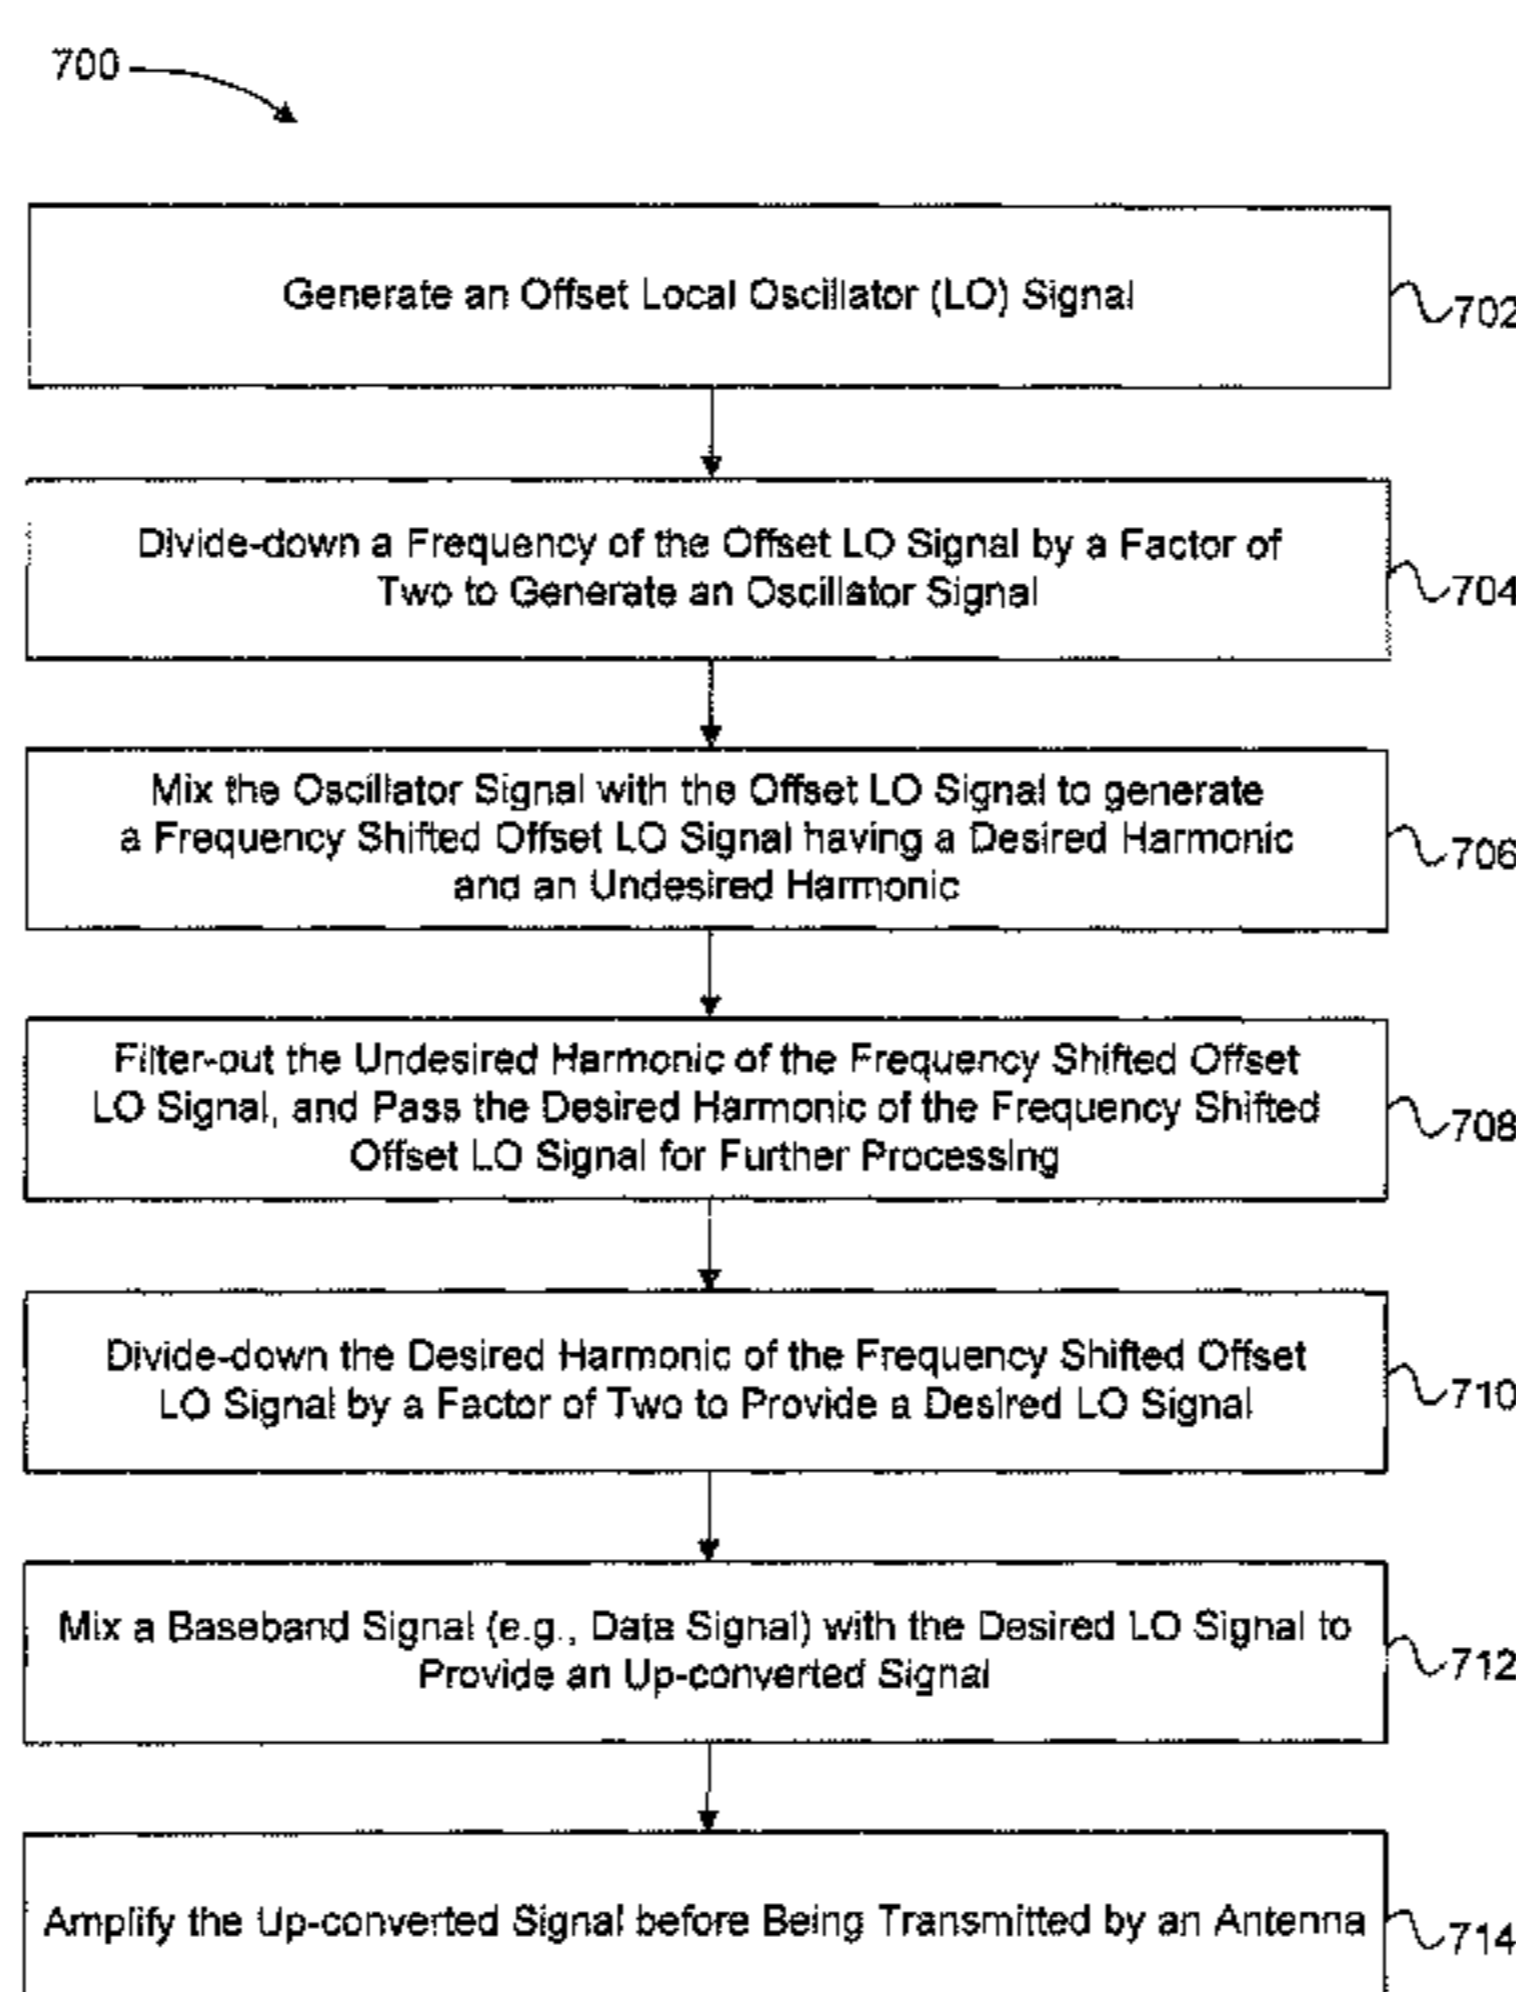 700
Generate an Offset Local Oscillator (LO) Signal
702
Divide-down a Frequency of the Offset LO Signal by a Factor of
Two to Generate an Oscillator Signal
704
Mix the Oscillator Signal with the Offset LO Signal to generate
a Frequency Shifted Offset LO Signal having a Desired Harmonic
and an Undesired Harmonic
706
Filter-out the Undesired Harmonic of the Frequency Shifted Offset
LO Signal, and Pass the Desired Harmonic of the Frequency Shifted
Offset LO Signal for Further Processing
708
Divide-down the Desired Harmonic of the Frequency Shifted Offset
LO Signal by a Factor of Two to Provide a Desired LO Signal
710
Mix a Baseband Signal (e.g., Data Signal) with the Desired LO Signal to
Provide an Up-converted Signal
712
Amplify the Up-converted Signal before Being Transmitted by an Antenna
714